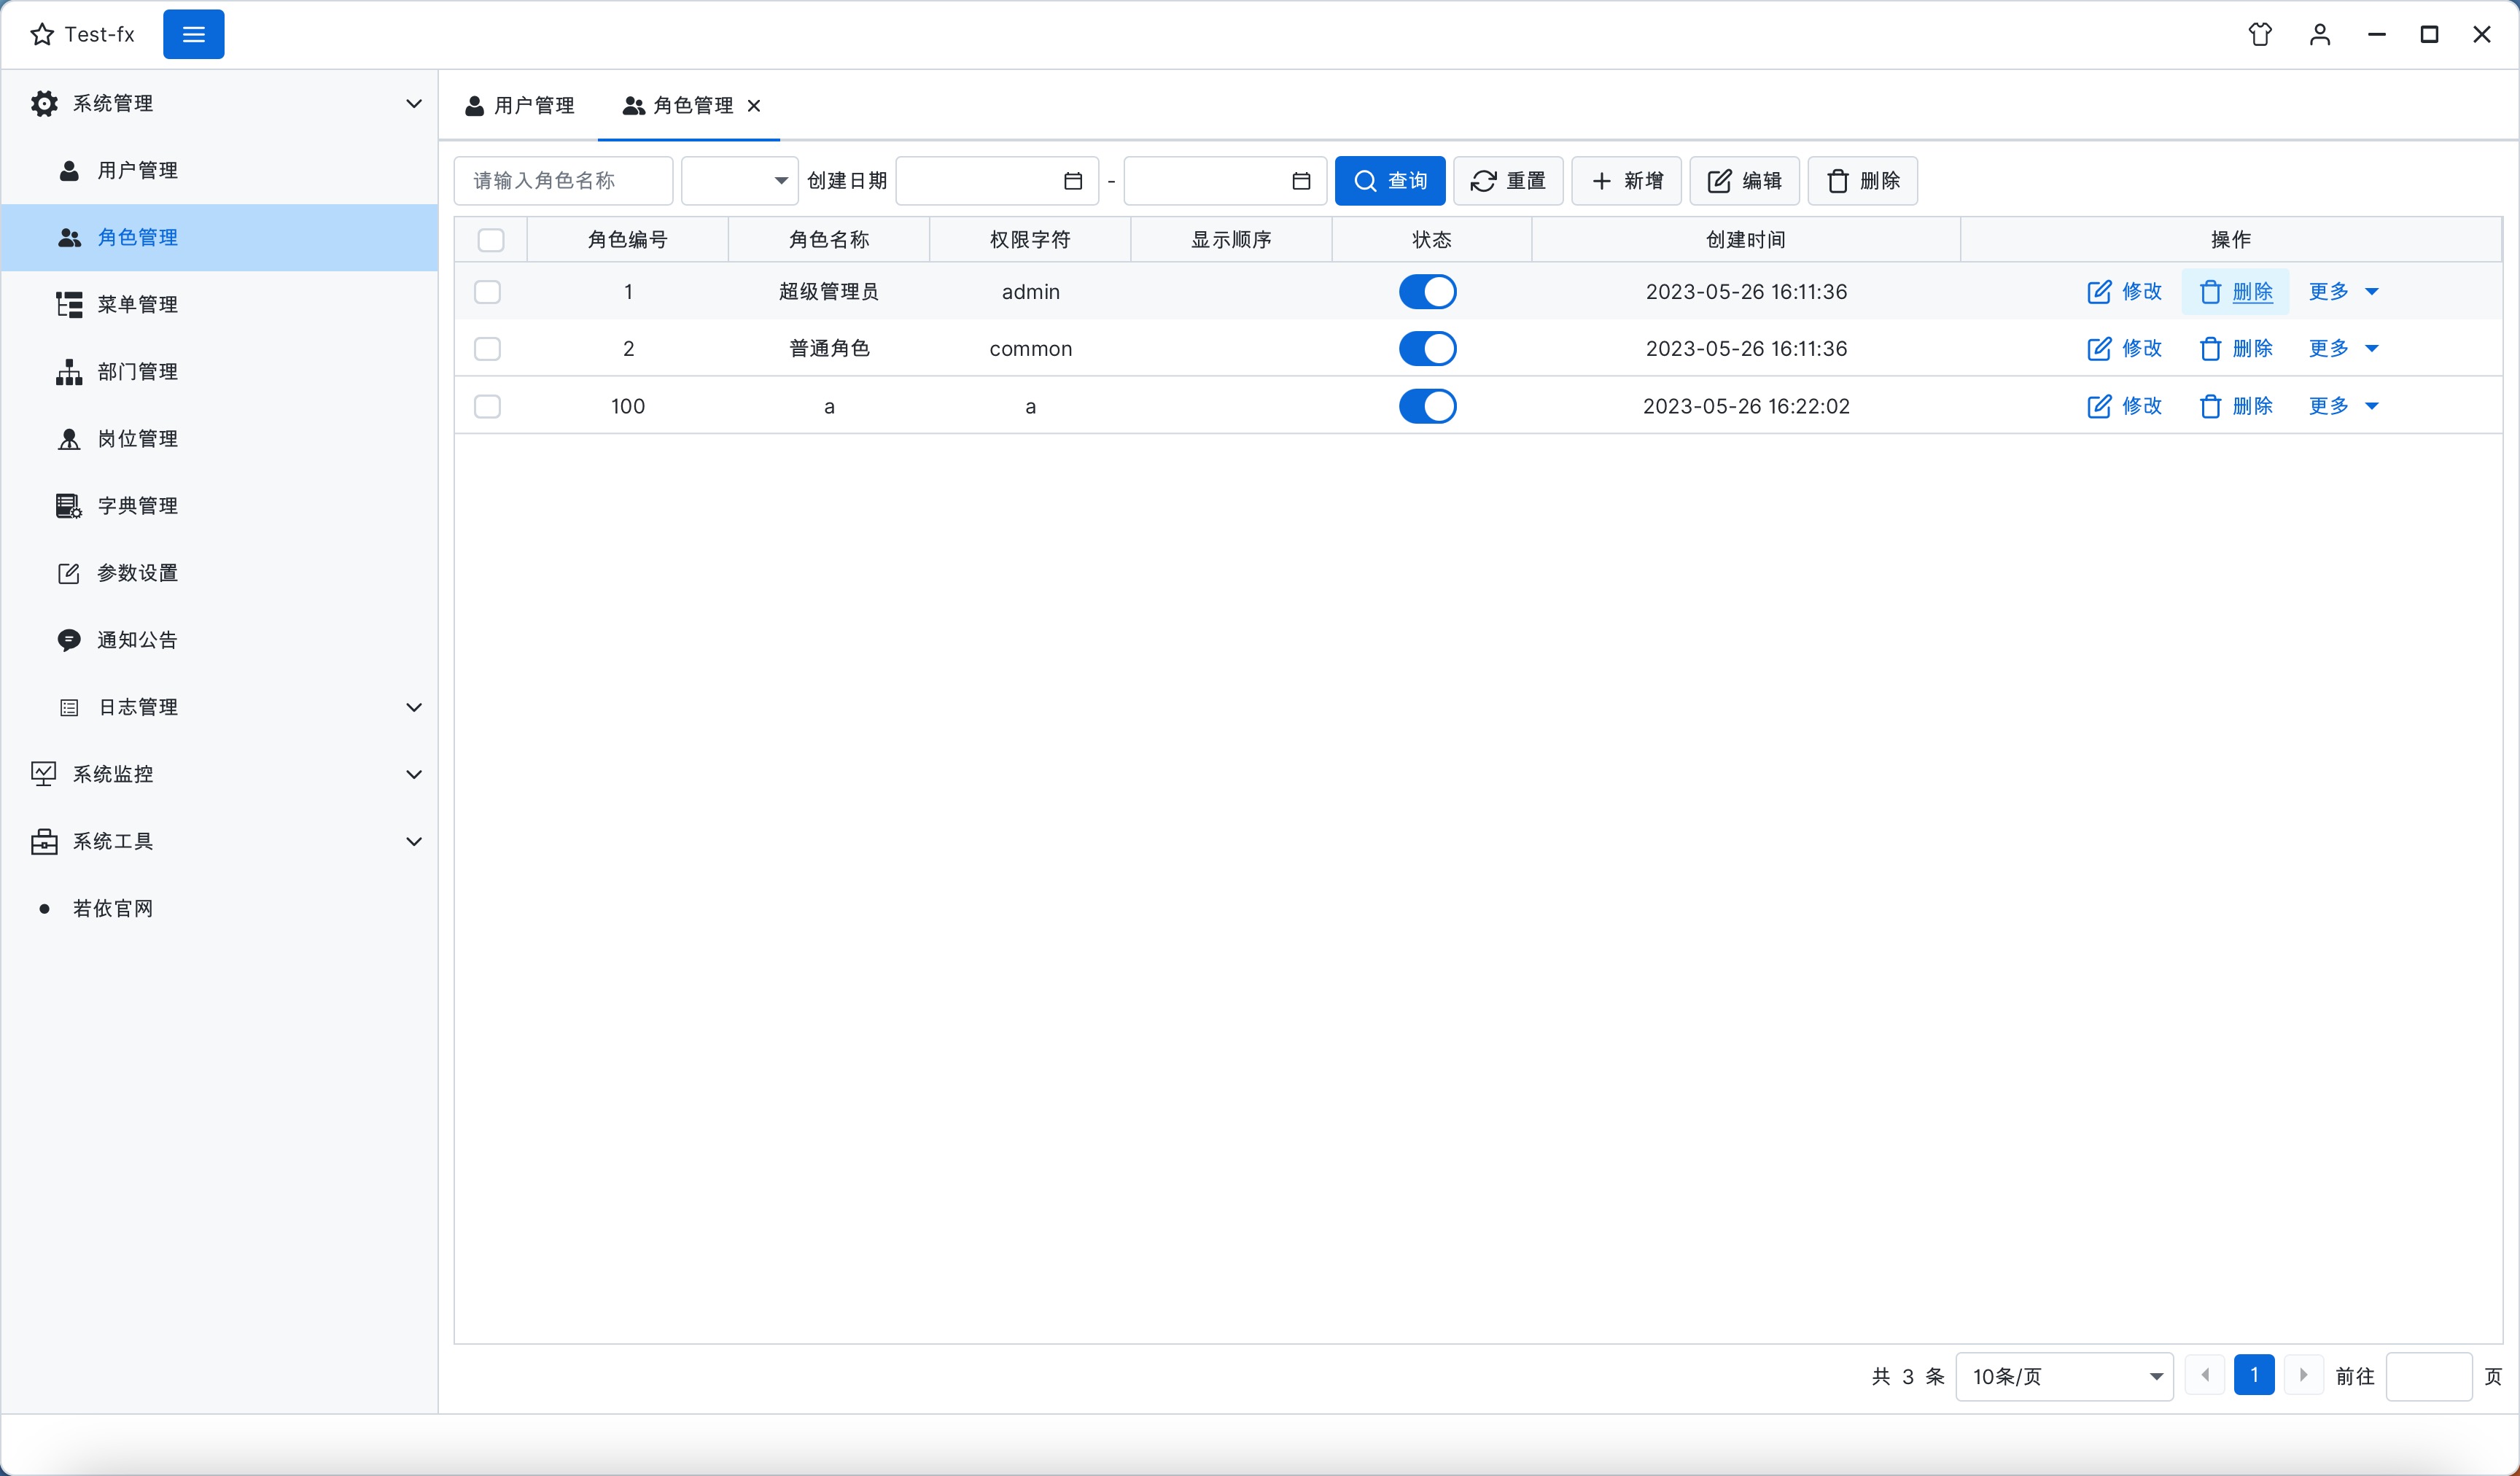 Test-fx
系统管理
用户管理
角色管理
菜单管理
部门管理
岗位管理
字典管理
参数设置
通知公告
日志管理
系统监控
系统工具
若依官网
用户管理 角色管理
请输入角色名称 创建日期 - 查询 重置 新增 编辑 删除
角色编号 角色名称 权限字符 显示顺序 状态 创建时间 操作
1 超级管理员 admin 2023-05-26 16:11:36 修改 删除 更多
2 普通角色 common 2023-05-26 16:11:36 修改 删除 更多
100 a a 2023-05-26 16:22:02 修改 删除 更多
共 3 条 10条/页 1 前往 页